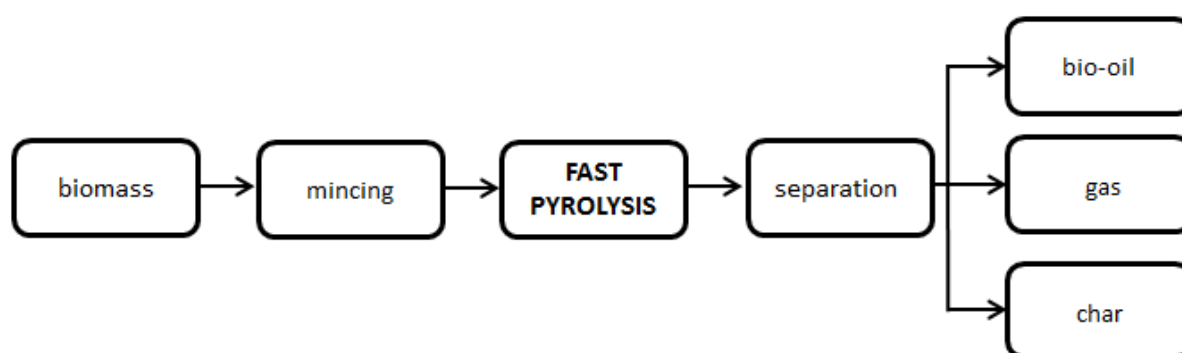 biomass
mincing
FAST
PYROLYSIS
separation
bio-oil
gas
char